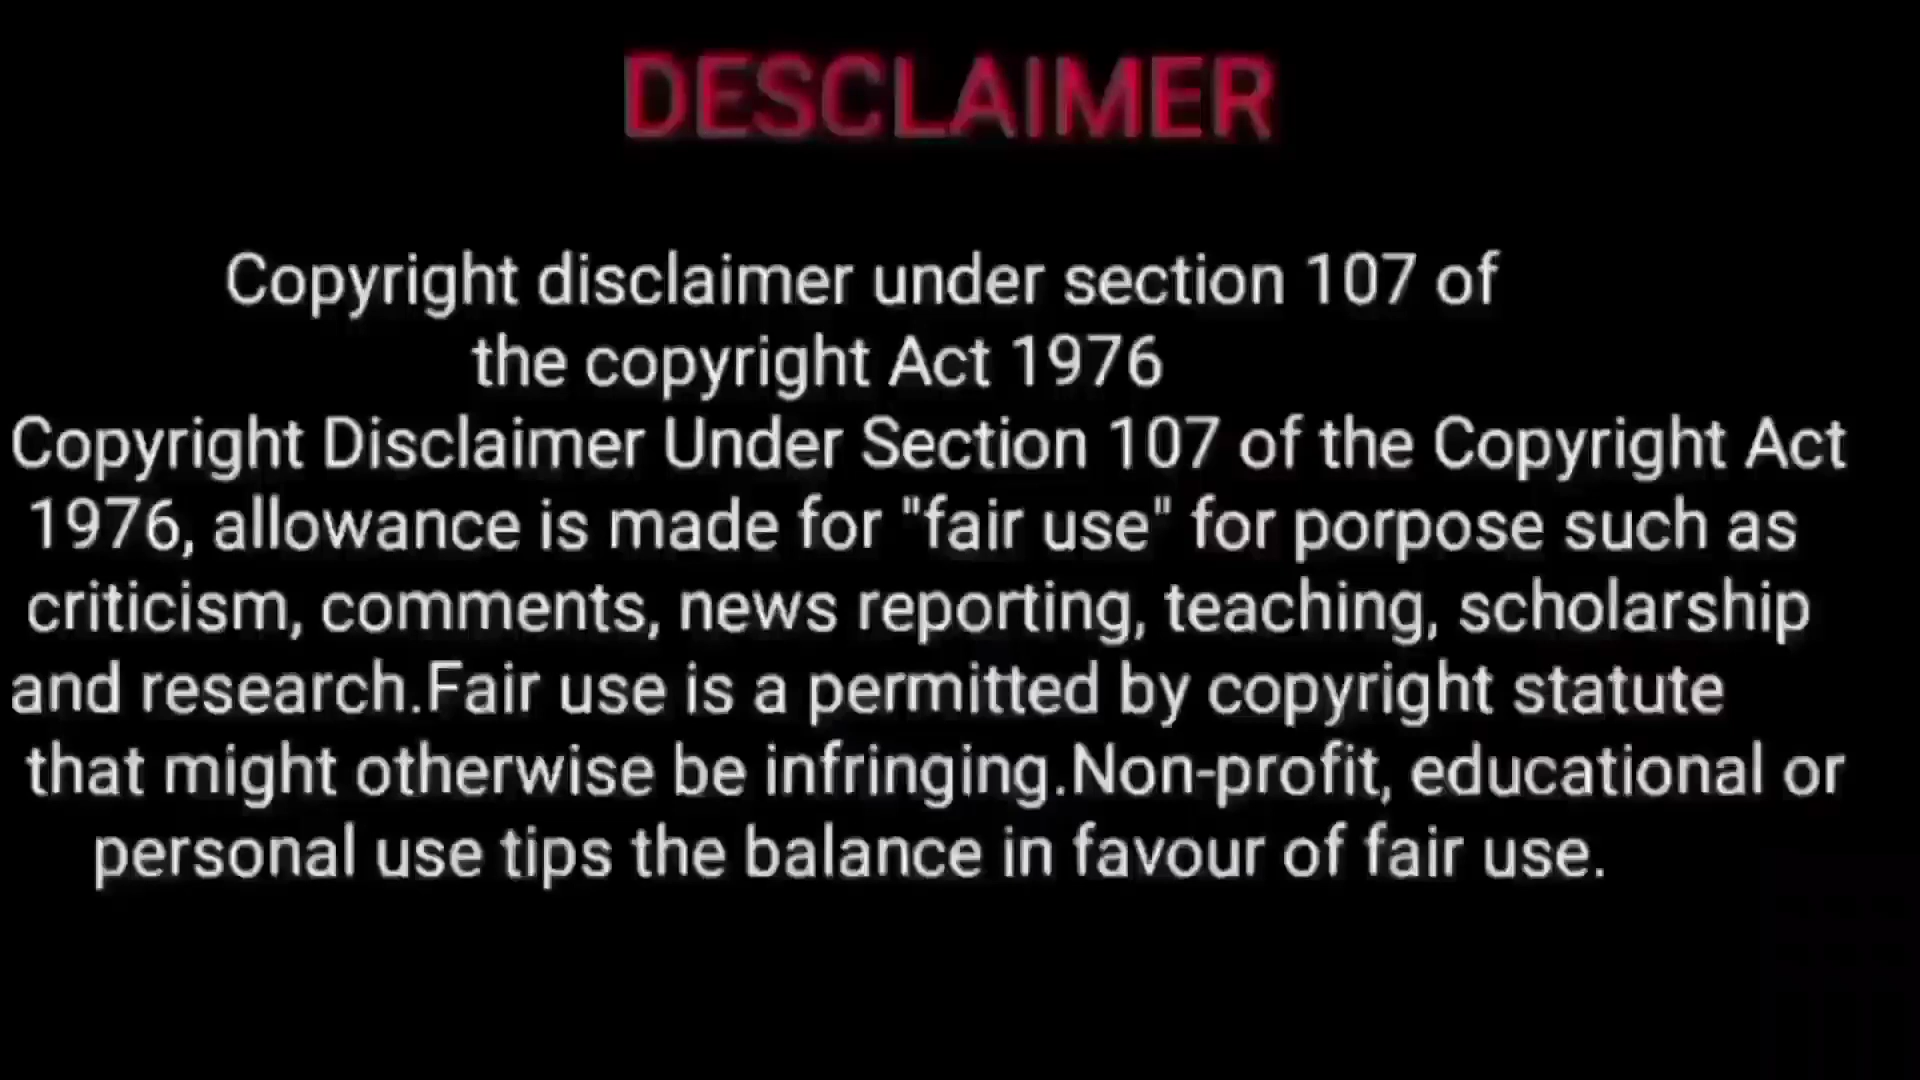 DESCLAIMER
Copyright disclaimer under section 107 of
the copyright Act 1976
Copyright Disclaimer Under Section 107 of the Copyright Act
1976, allowance is made for "fair use" for porpose such as
criticism, comments, news reporting, teaching, scholarship
and research.Fair use is a permitted by copyright statute
that might otherwise be infringing.Non-profit, educational or
personal use tips the balance in favour of fair use.